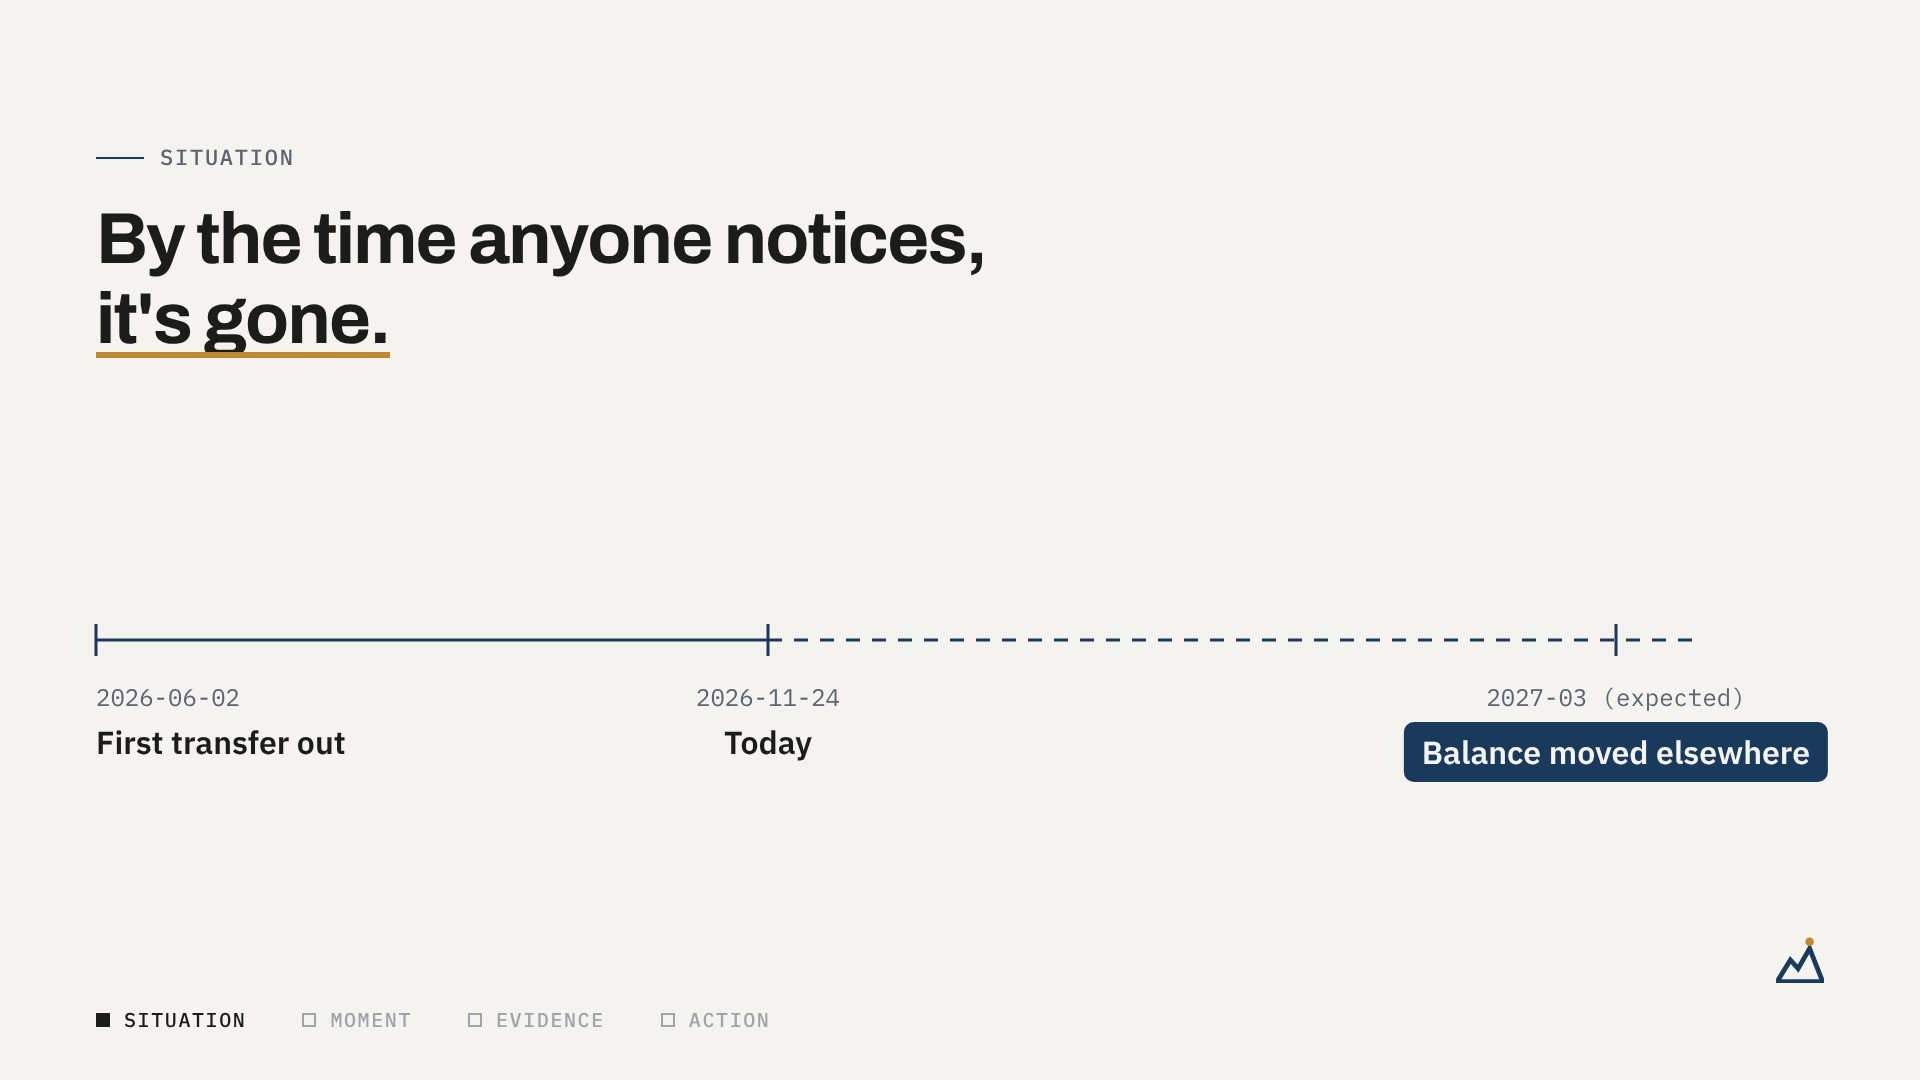 SITUATION
By the time anyone notices,
it's gone.
2026-06-02
First transfer out
2026-11-24
Today
2027-03 (expected)
Balance moved elsewhere
SITUATION
MOMENT
EVIDENCE
ACTION